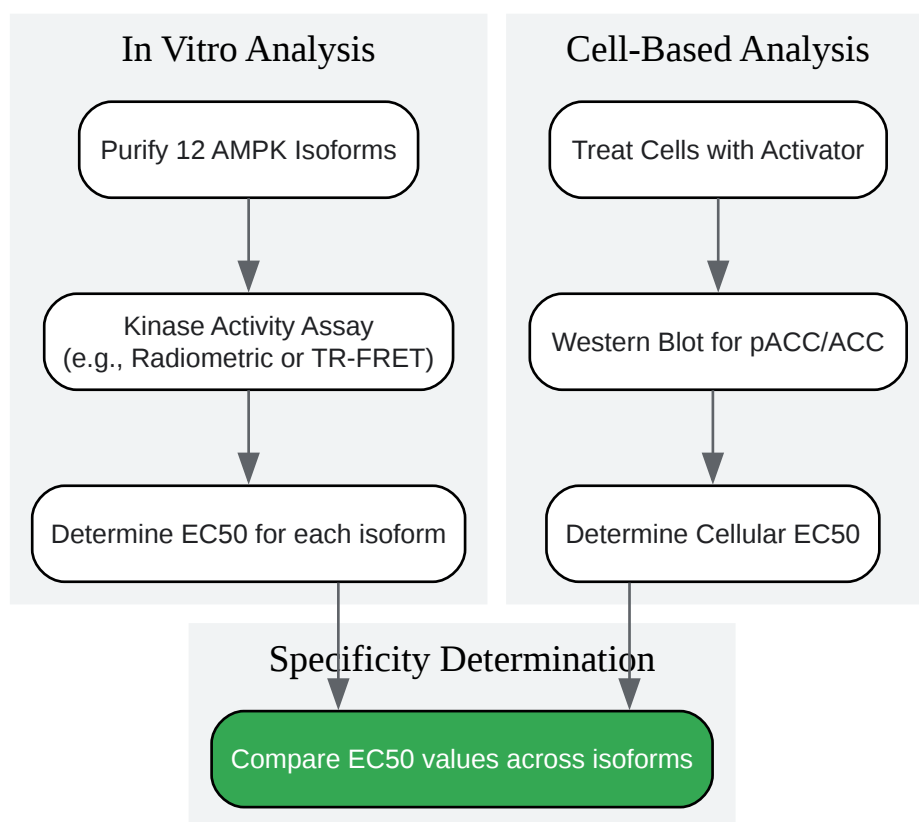 In Vitro Analysis
Purify 12 AMPK Isoforms
Kinase Activity Assay
(e.g., Radiometric or TR-FRET)
Determine EC50 for each isoform
Cell-Based Analysis
Treat Cells with Activator
Western Blot for pACC/ACC
Determine Cellular EC50
Specificity Determination
Compare EC50 values across isoforms